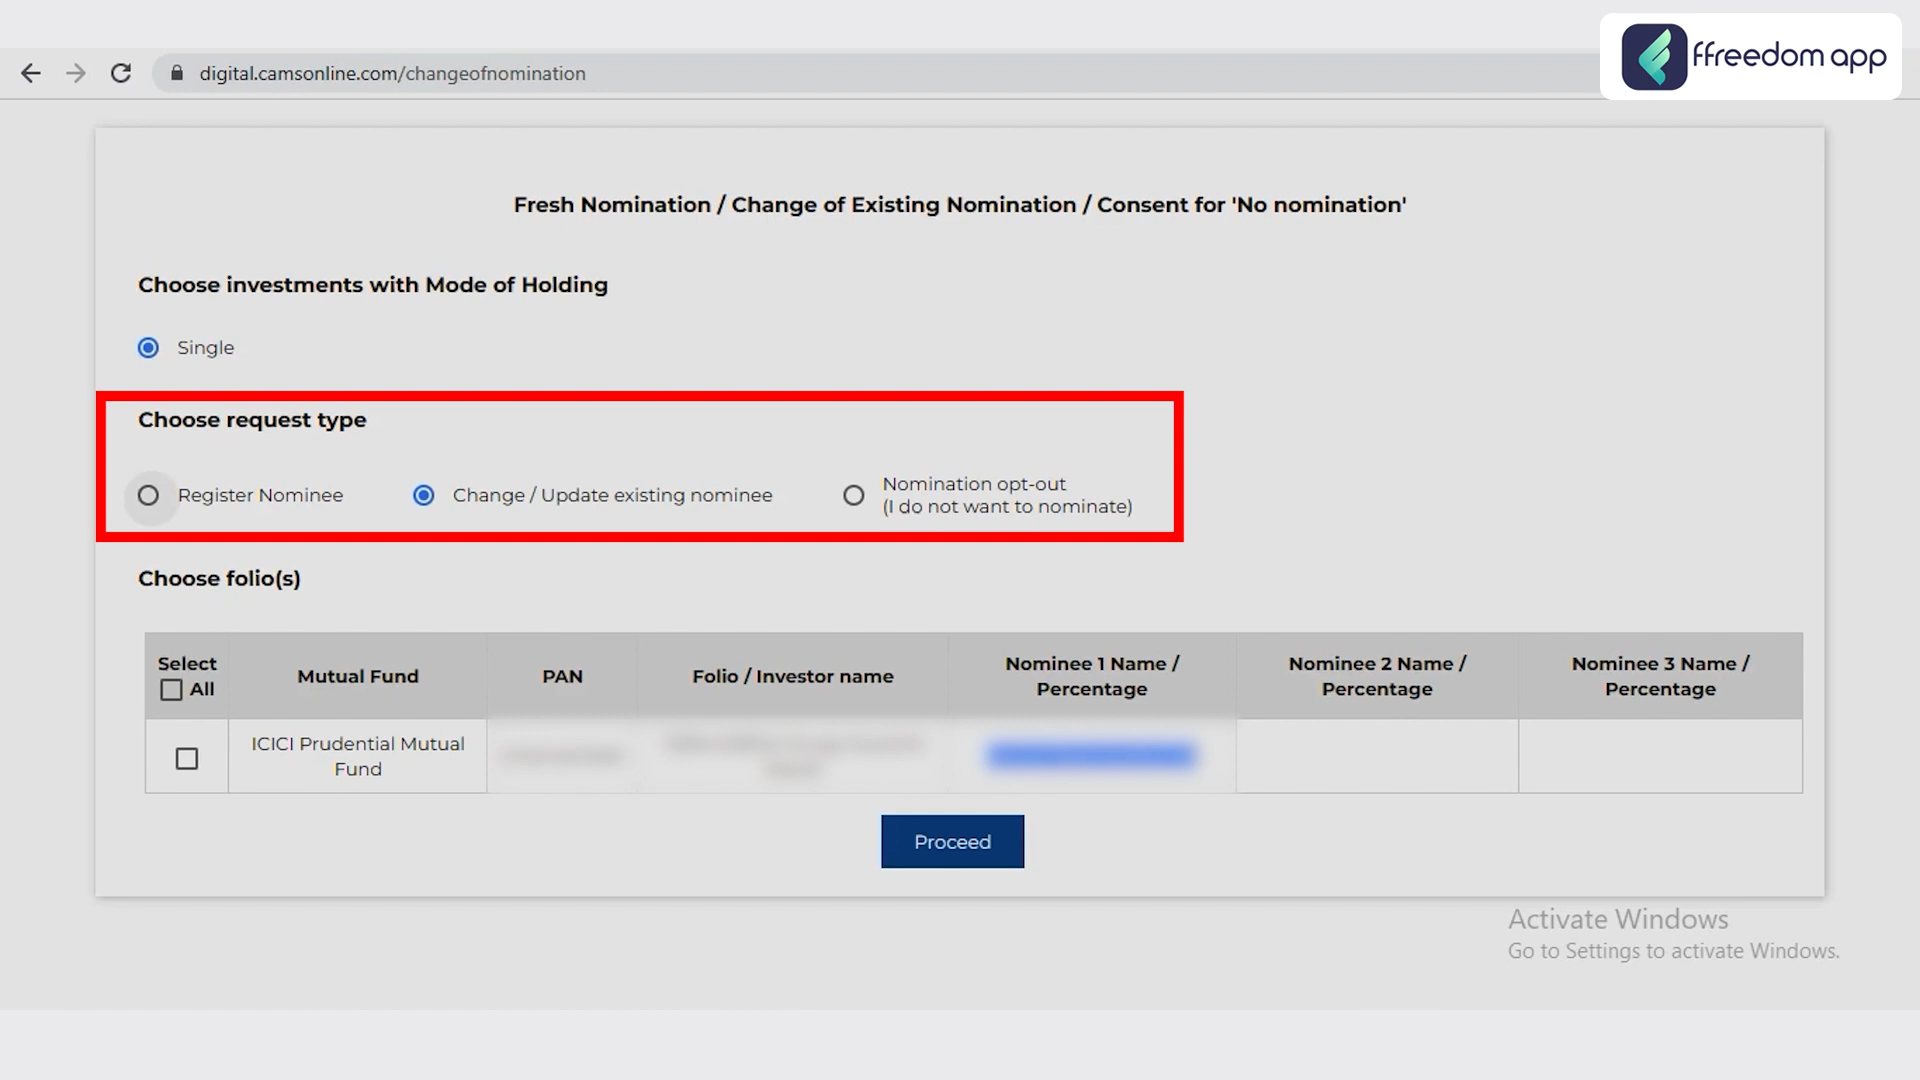 ffreedom app
digital.camsonline.com/changeofnomination
Fresh Nomination / Change of Existing Nomination / Consent for 'No nomination'
Choose investments with Mode of Holding
Single
Choose request type
Register Nominee
Change / Update existing nominee
Nomination opt-out
(I do not want to nominate)
Choose folio(s)
Select
All
Mutual Fund
PAN
Folio / Investor name
Nominee 1 Name /
Percentage
Nominee 2 Name /
Percentage
Nominee 3 Name /
Percentage
ICICI Prudential Mutual
Fund
Proceed
Activate Windows
Go to Settings to activate Windows.